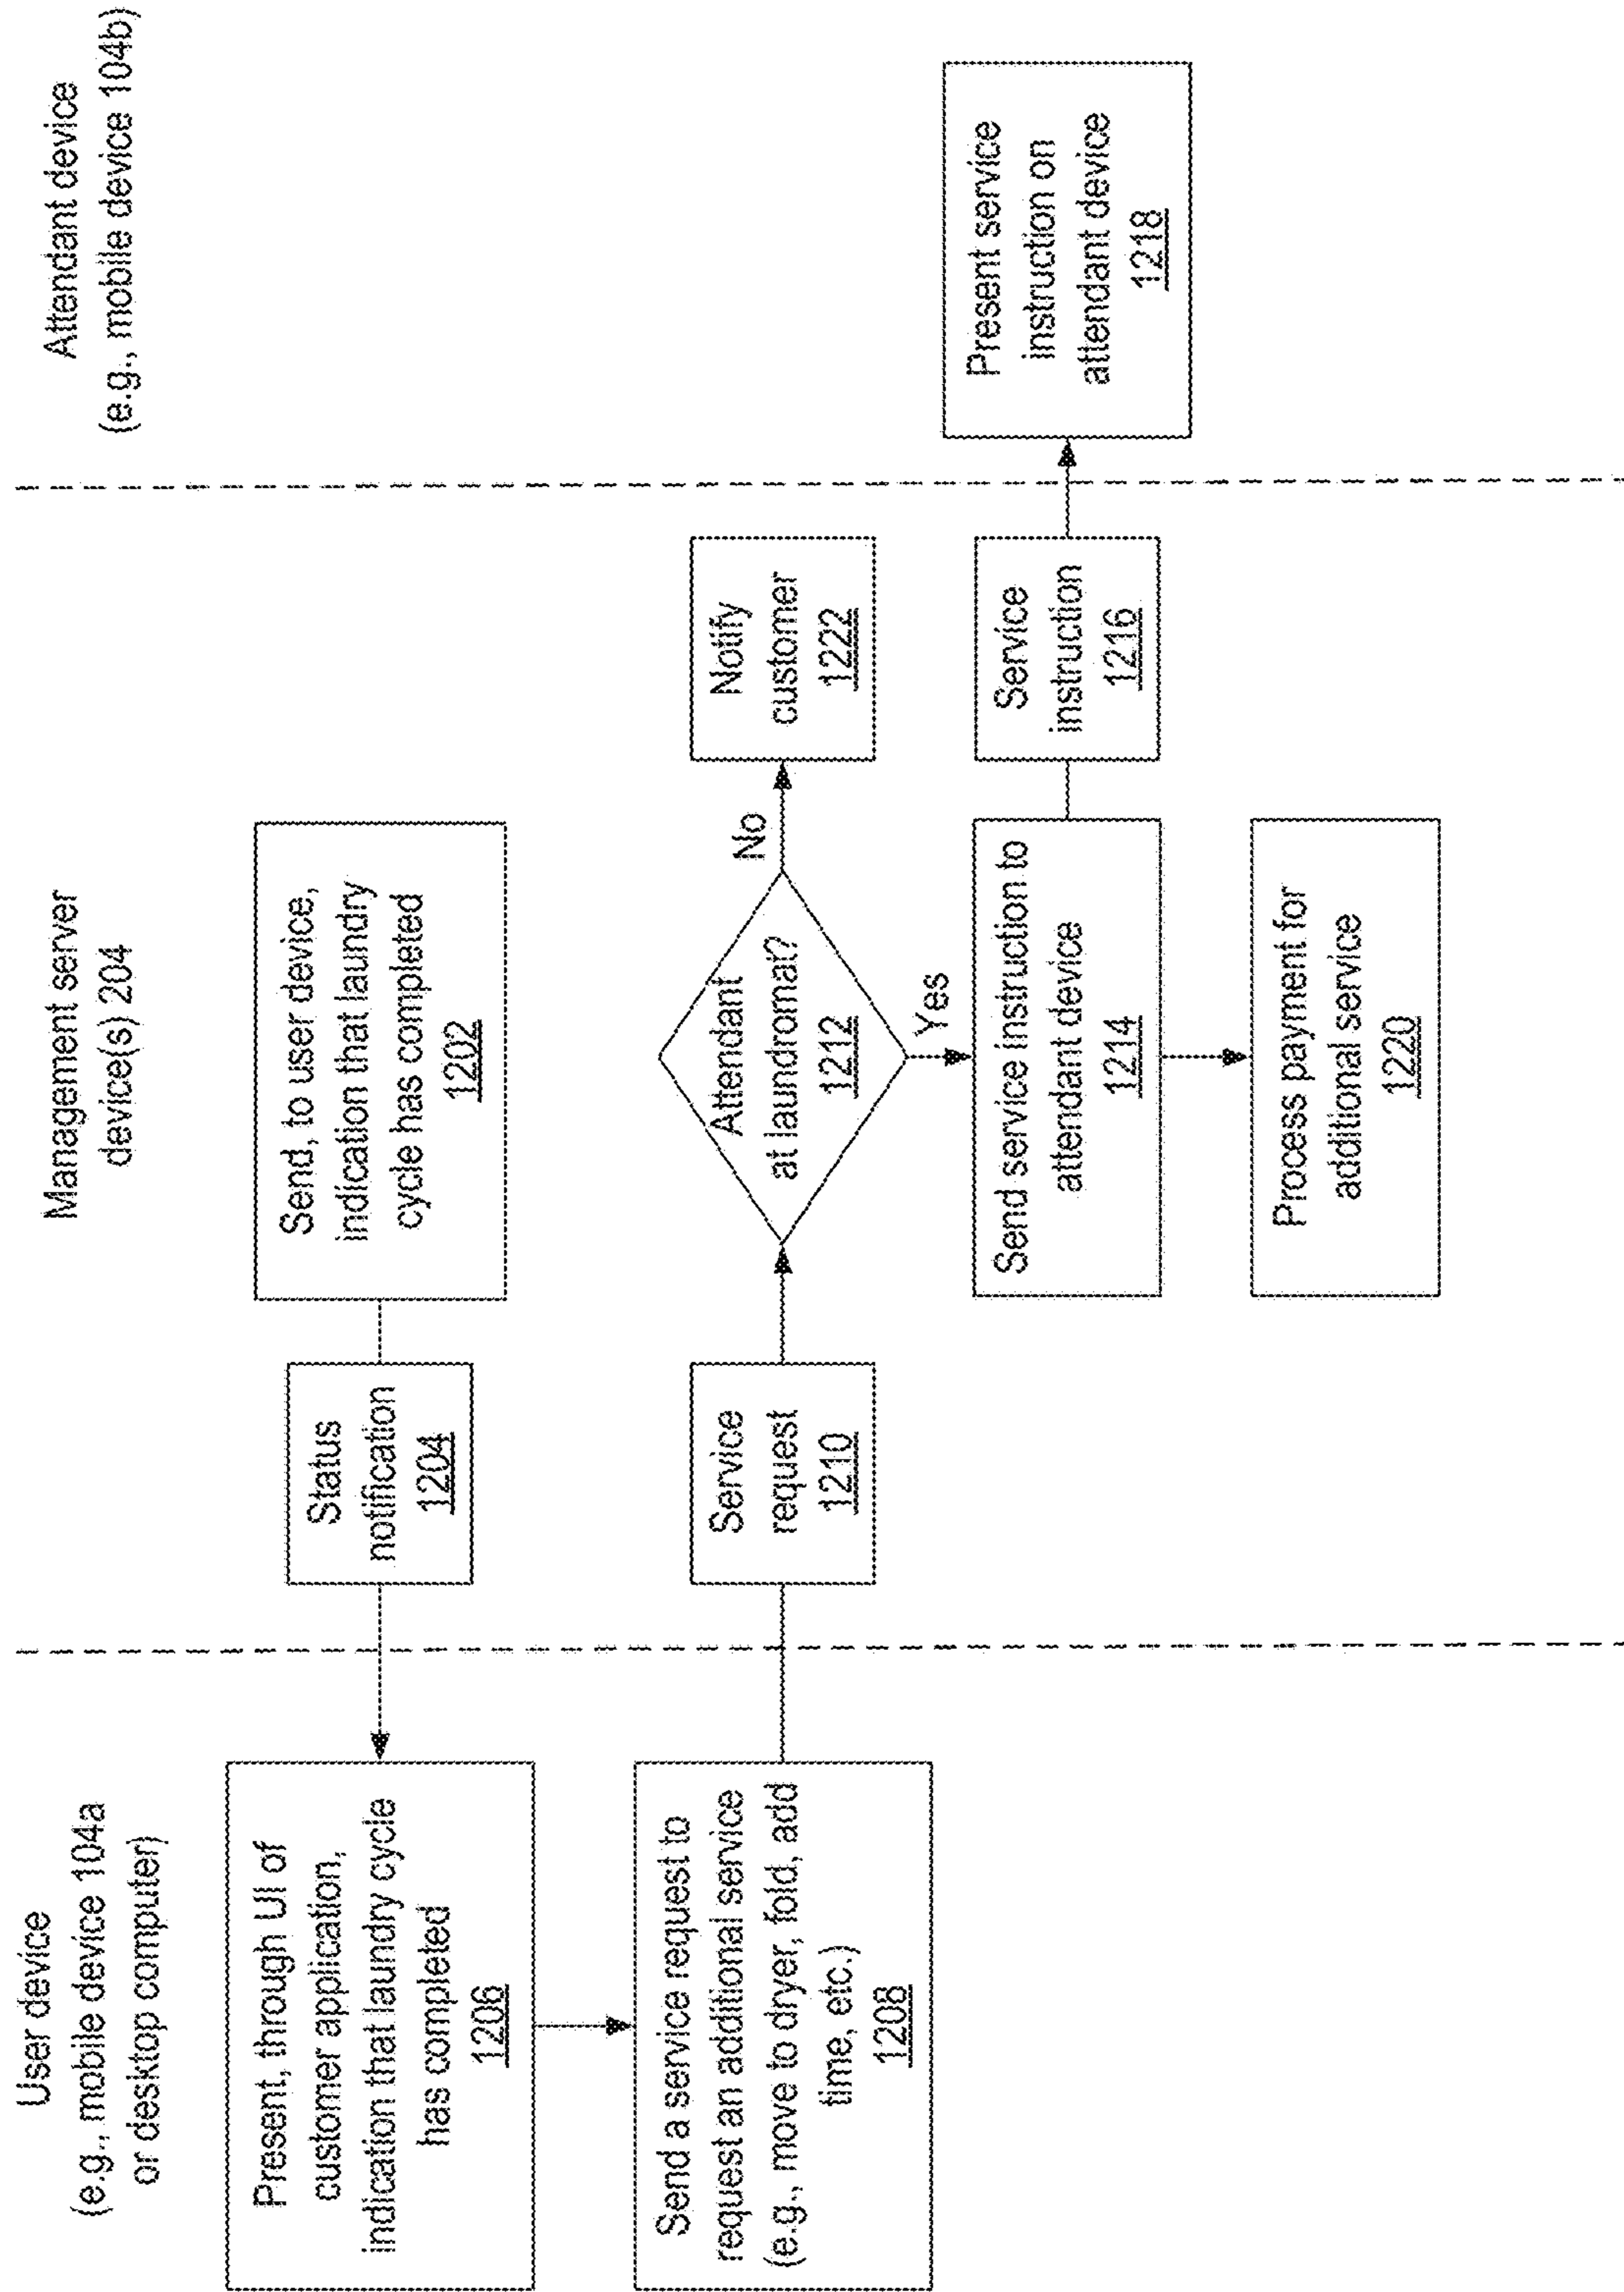 User device
(e.g., mobile device 104a
or desktop computer)
Management server
device(s) 204
Attendant device
(e.g., mobile device 104b)
Send, to user device,
indication that laundry
cycle has completed
1202
Status
notification
1204
Present, through UI of
customer application,
indication that laundry cycle
has completed
1206
Send a service request to
request an additional service
(e.g., move to dryer, fold, add
time, etc.)
1208
Service
request
1210
Attendant
at laundromat?
1212
No
Notify
customer
1222
Yes
Send service instruction to
attendant device
1214
Service
instruction
1216
Present service
instruction on
attendant device
1218
Process payment for
additional service
1220